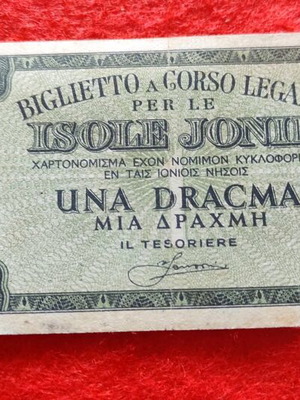 BIGLIETTO A CORSO LEGA
PER LE
ISOLE JONI
ΧΑΡΤΟΝΟΜΙΣΜΑ ΕΧΟΝ ΝΟΜΙΜΟΝ ΚΥΚΛΟΦΟΡ
ΕΝ ΤΑΙΣ ΙΟΝΙΟΙΣ ΝΗΣΟΙΣ
UNA DRACMA
ΜΙΑ ΔΡΑΧΜΗ
IL TESORIERE